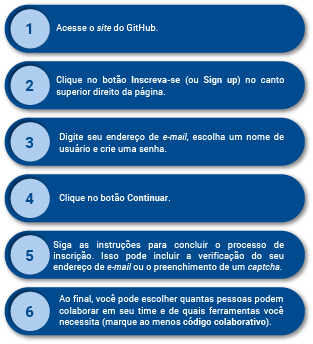 1
Acesse o site do GitHub.
2
Clique no botão Inscreva-se (ou Sign up) no canto
superior direito da página.
3
Digite seu endereço de e-mail, escolha um nome de
usuário e crie uma senha.
4
Clique no botão Continuar.
5
Siga as instruções para concluir o processo de
inscrição. Isso pode incluir a verificação do seu
endereço de e-mail ou o preenchimento de um captcha.
6
Ao final, você pode escolher quantas pessoas podem
colaborar em seu time e de quais ferramentas você
necessita (marque ao menos código colaborativo).